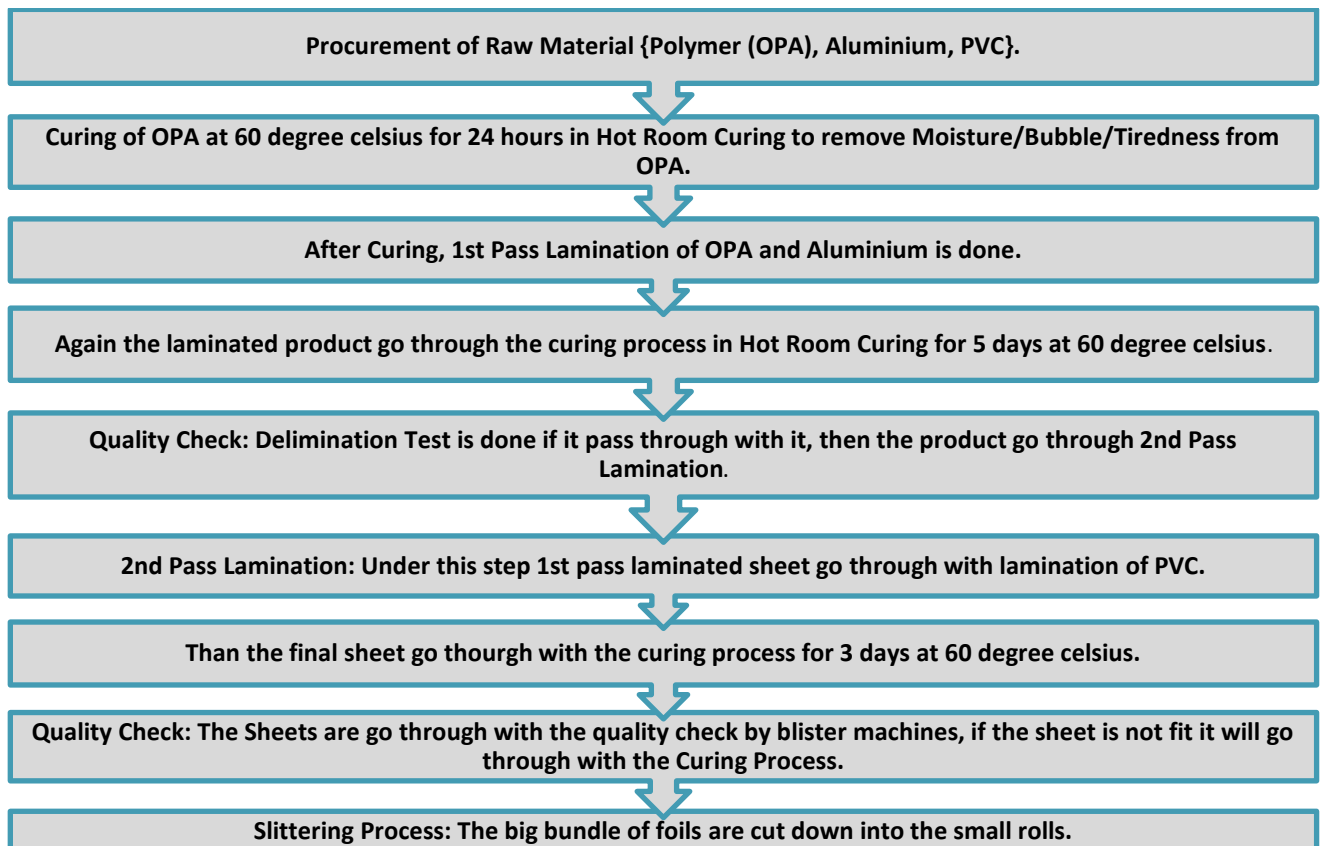 Procurement of Raw Material {Polymer (OPA), Aluminium, PVC}.
Curing of OPA at 60 degree celsius for 24 hours in Hot Room Curing to remove Moisture/Bubble/Tiredness from
OPA.
After Curing, 1st Pass Lamination of OPA and Aluminium is done.
Again the laminated product go through the curing process in Hot Room Curing for 5 days at 60 degree celsius.
Quality Check: Delimination Test is done if it pass through with it, then the product go through 2nd Pass
Lamination.
2nd Pass Lamination: Under this step 1st pass laminated sheet go through with lamination of PVC.
Than the final sheet go thourgh with the curing process for 3 days at 60 degree celsius.
Quality Check: The Sheets are go through with the quality check by blister machines, if the sheet is not fit it will go
through with the Curing Process.
Slittering Process: The big bundle of foils are cut down into the small rolls.